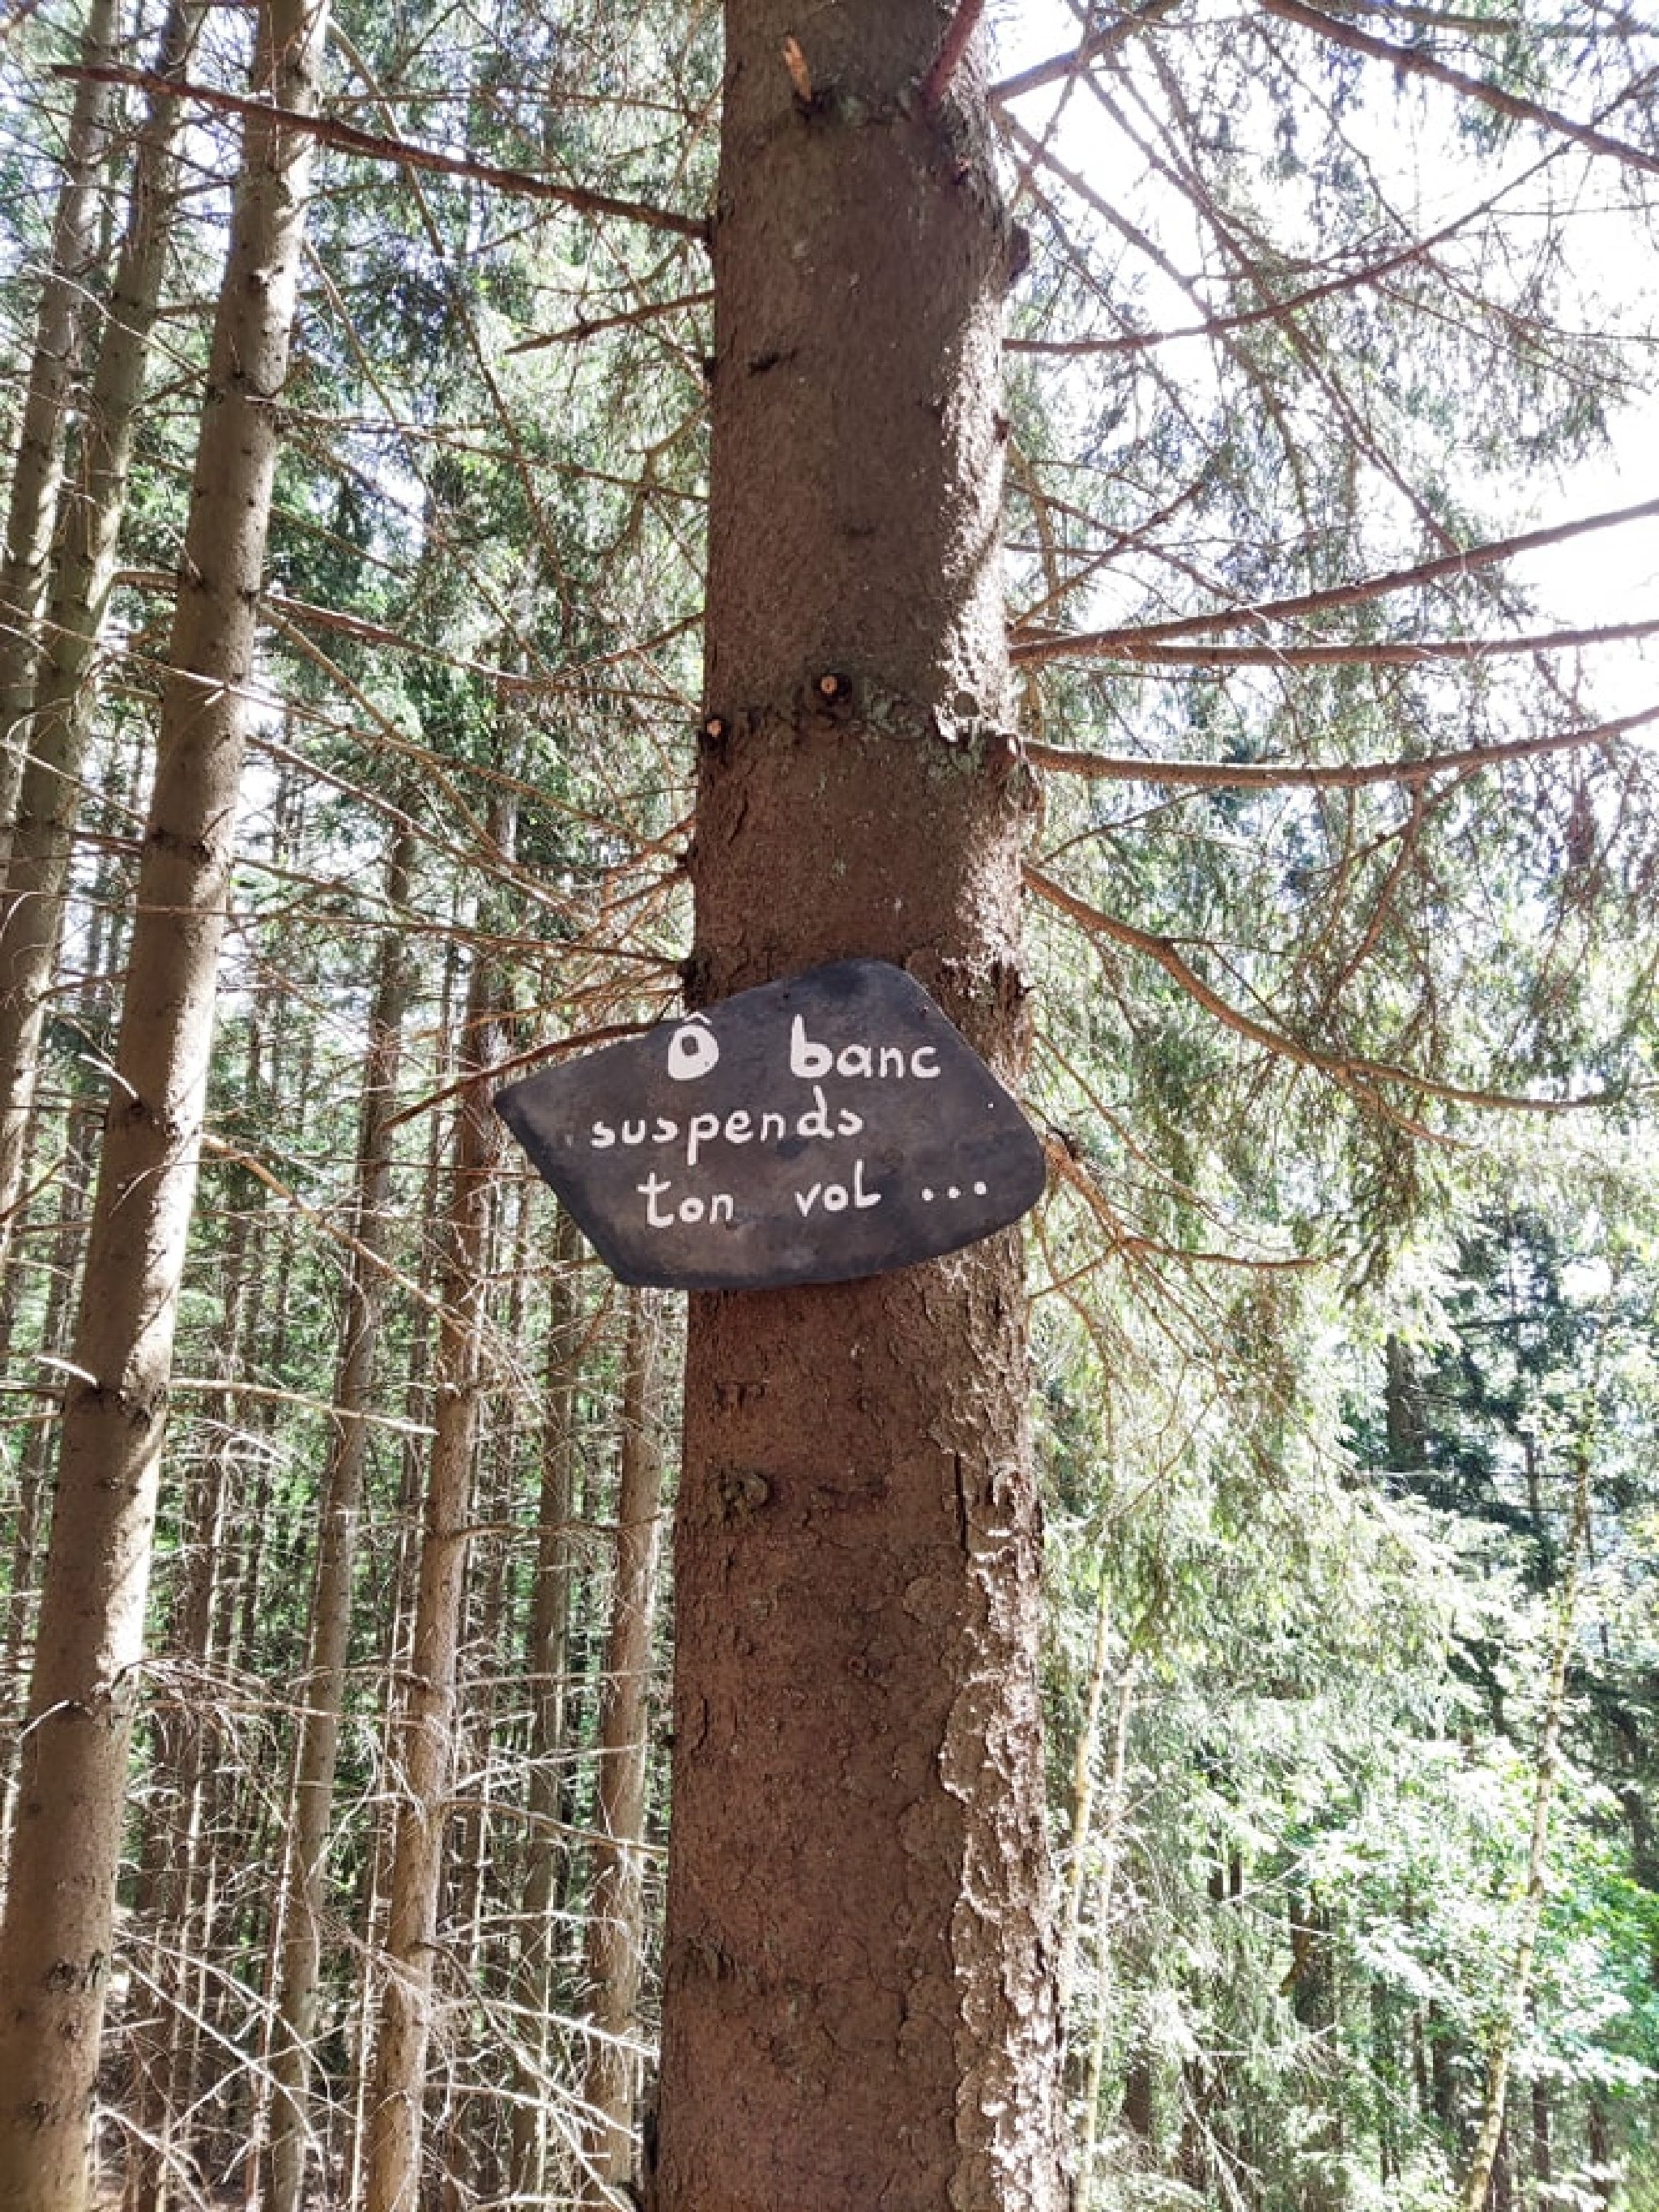 Ô banc
suspends
ton vol ...